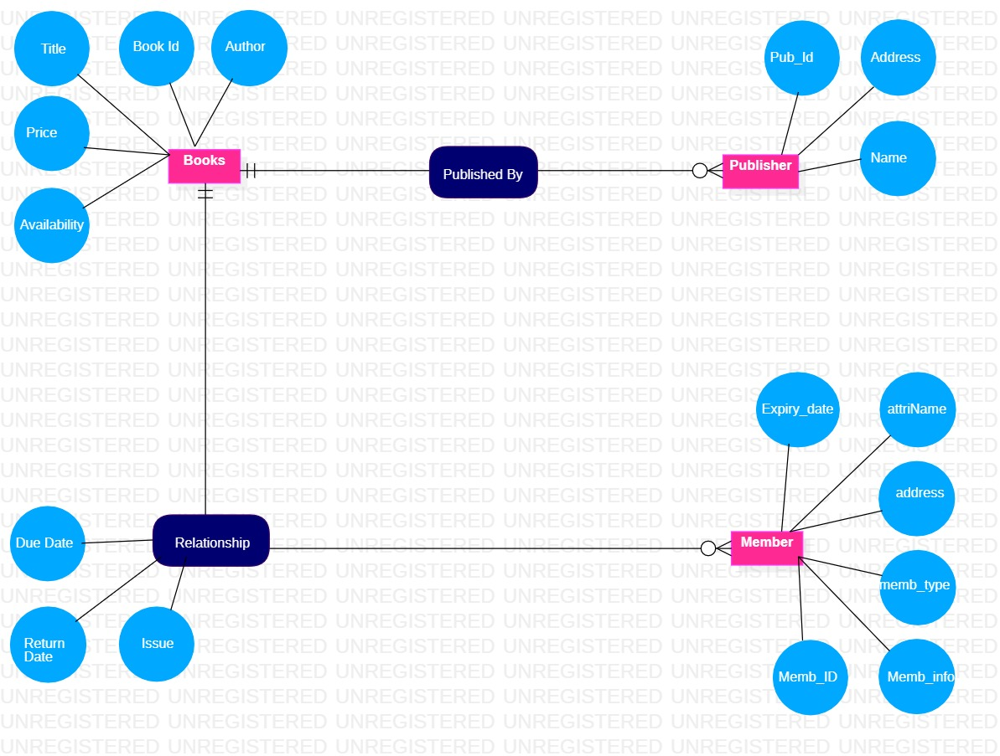 Title
Book Id
Author
Pub_Id
Address
Price
Books
Published By
Publisher
Name
Availability
Expiry_date
attriName
address
Due Date
Relationship
Member
memb_type
Return
Date
Issue
Memb_ID
Memb_info
UNREGISTERED